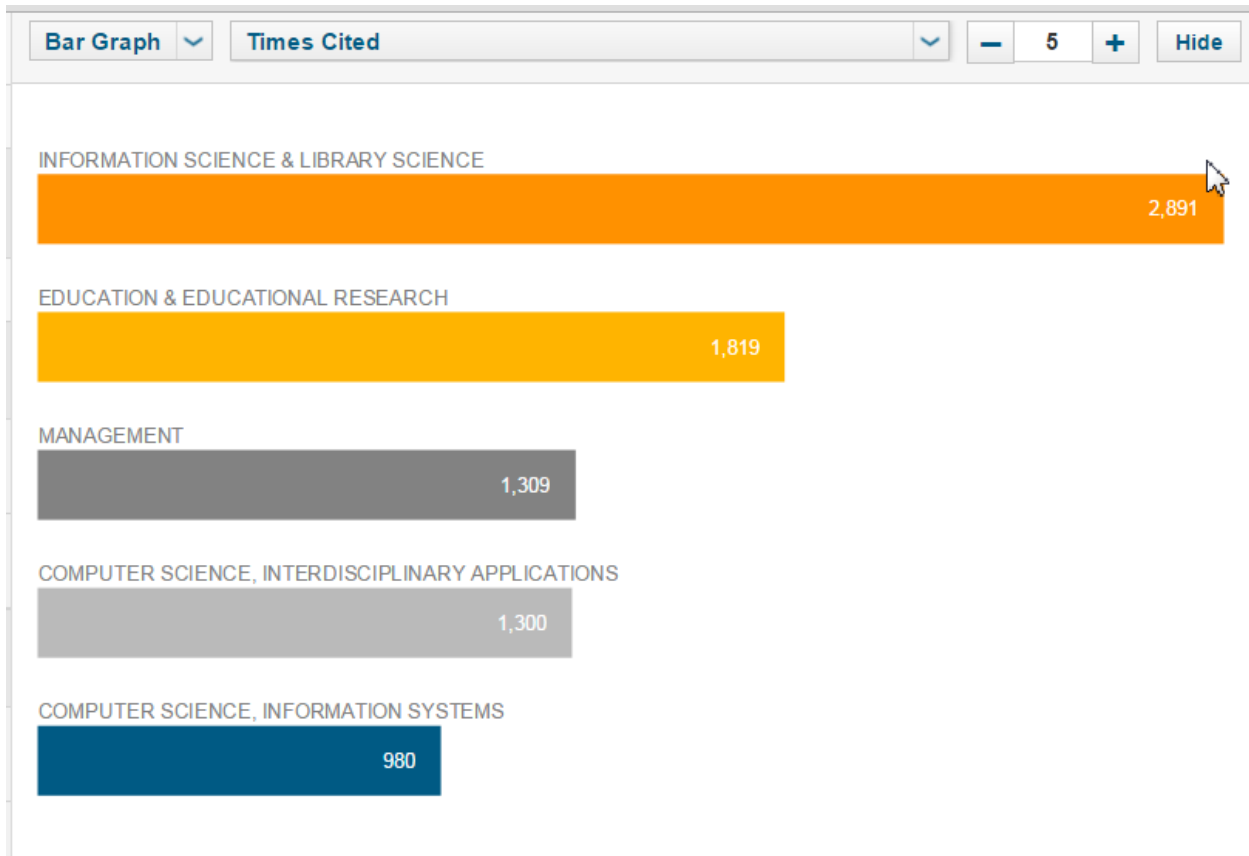 Bar Graph Times Cited – 5 + Hide
INFORMATION SCIENCE & LIBRARY SCIENCE
2,891
EDUCATION & EDUCATIONAL RESEARCH
1,819
MANAGEMENT
1,309
COMPUTER SCIENCE, INTERDISCIPLINARY APPLICATIONS
1,300
COMPUTER SCIENCE, INFORMATION SYSTEMS
980